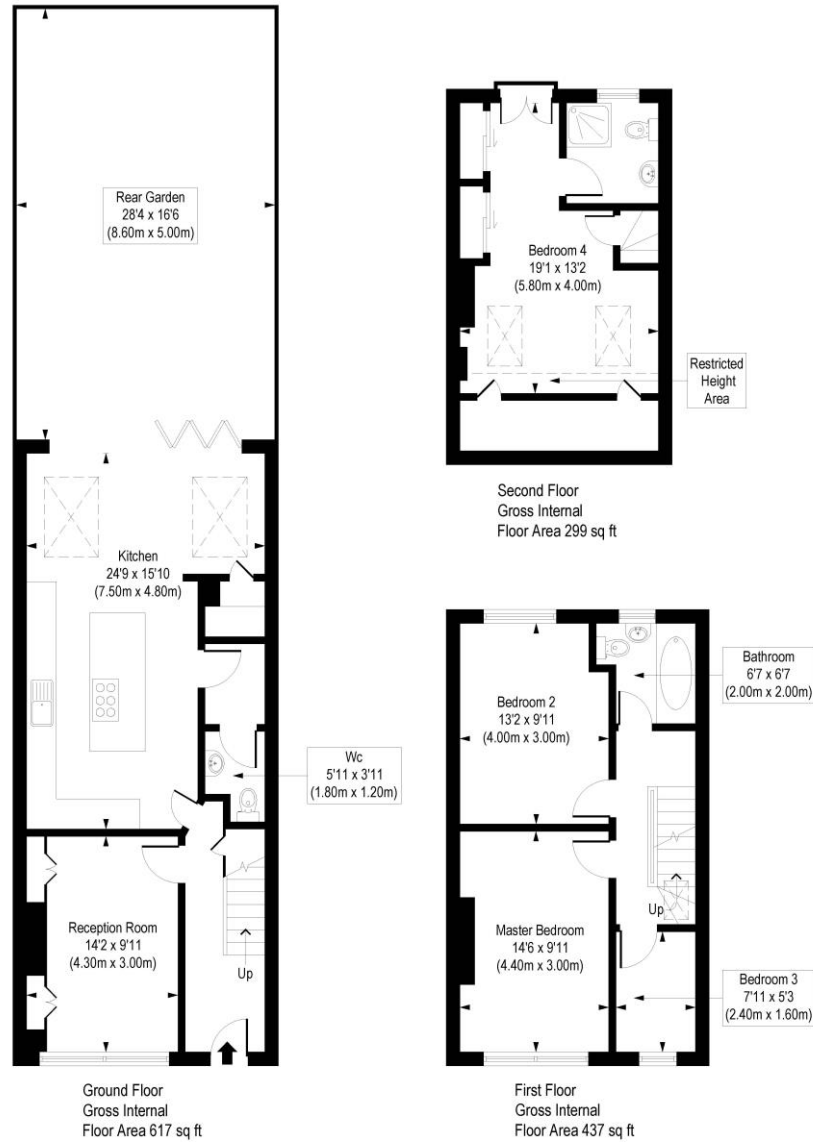 Rear Garden
28'4 x 16'6
(8.60m x 5.00m)
Kitchen
24'9 x 15'10
(7.50m x 4.80m)
Wc
5'11 x 3'11
(1.80m x 1.20m)
Reception Room
14'2 x 9'11
(4.30m x 3.00m)
Up
Ground Floor
Gross Internal
Floor Area 617 sq ft
Bedroom 4
19'1 x 13'2
(5.80m x 4.00m)
Restricted
Height
Area
Second Floor
Gross Internal
Floor Area 299 sq ft
Bathroom
6'7 x 6'7
(2.00m x 2.00m)
Bedroom 2
13'2 x 9'11
(4.00m x 3.00m)
Master Bedroom
14'6 x 9'11
(4.40m x 3.00m)
Up
Bedroom 3
7'11 x 5'3
(2.40m x 1.60m)
First Floor
Gross Internal
Floor Area 437 sq ft